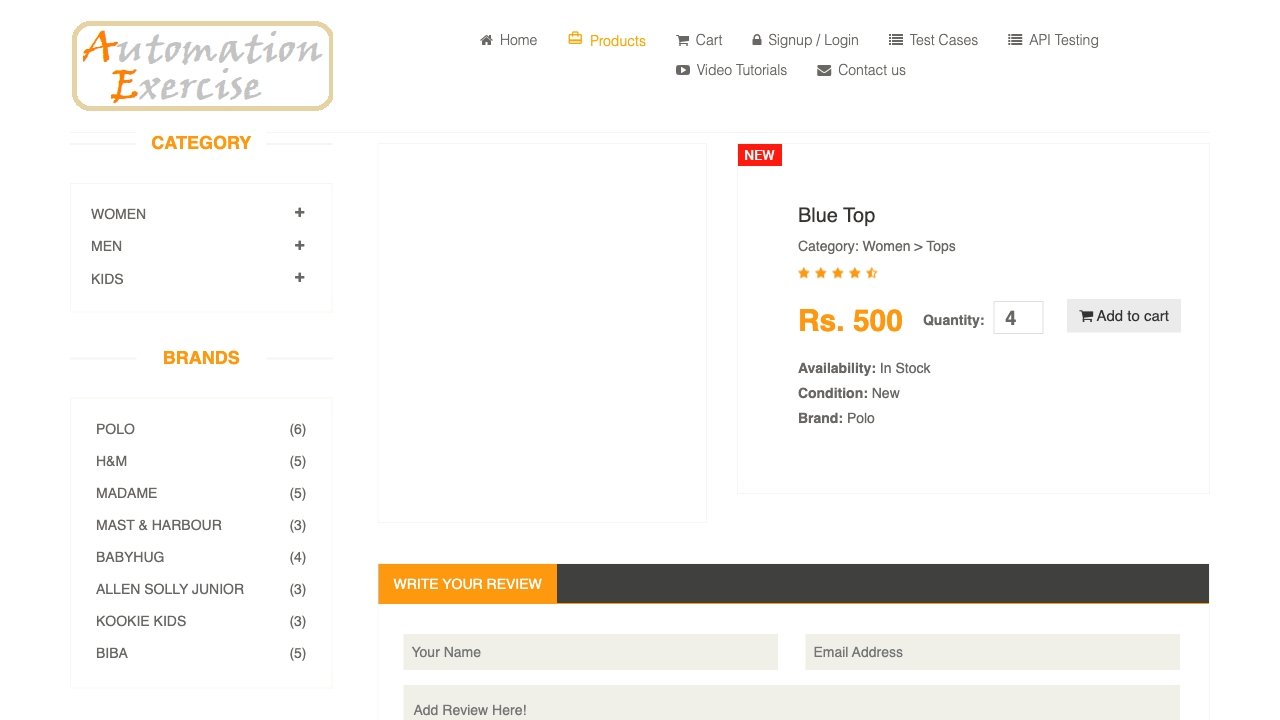 Automation
Exercise
Home
Products
Cart
Signup / Login
Test Cases
API Testing
Video Tutorials
Contact us
CATEGORY
WOMEN
MEN
KIDS
BRANDS
POLO (6)
H&M (5)
MADAME (5)
MAST & HARBOUR (3)
BABYHUG (4)
ALLEN SOLLY JUNIOR (3)
KOOKIE KIDS (3)
BIBA (5)
NEW
Blue Top
Category: Women > Tops
Rs. 500 Quantity: 4 Add to cart
Availability: In Stock
Condition: New
Brand: Polo
WRITE YOUR REVIEW
Your Name
Email Address
Add Review Here!